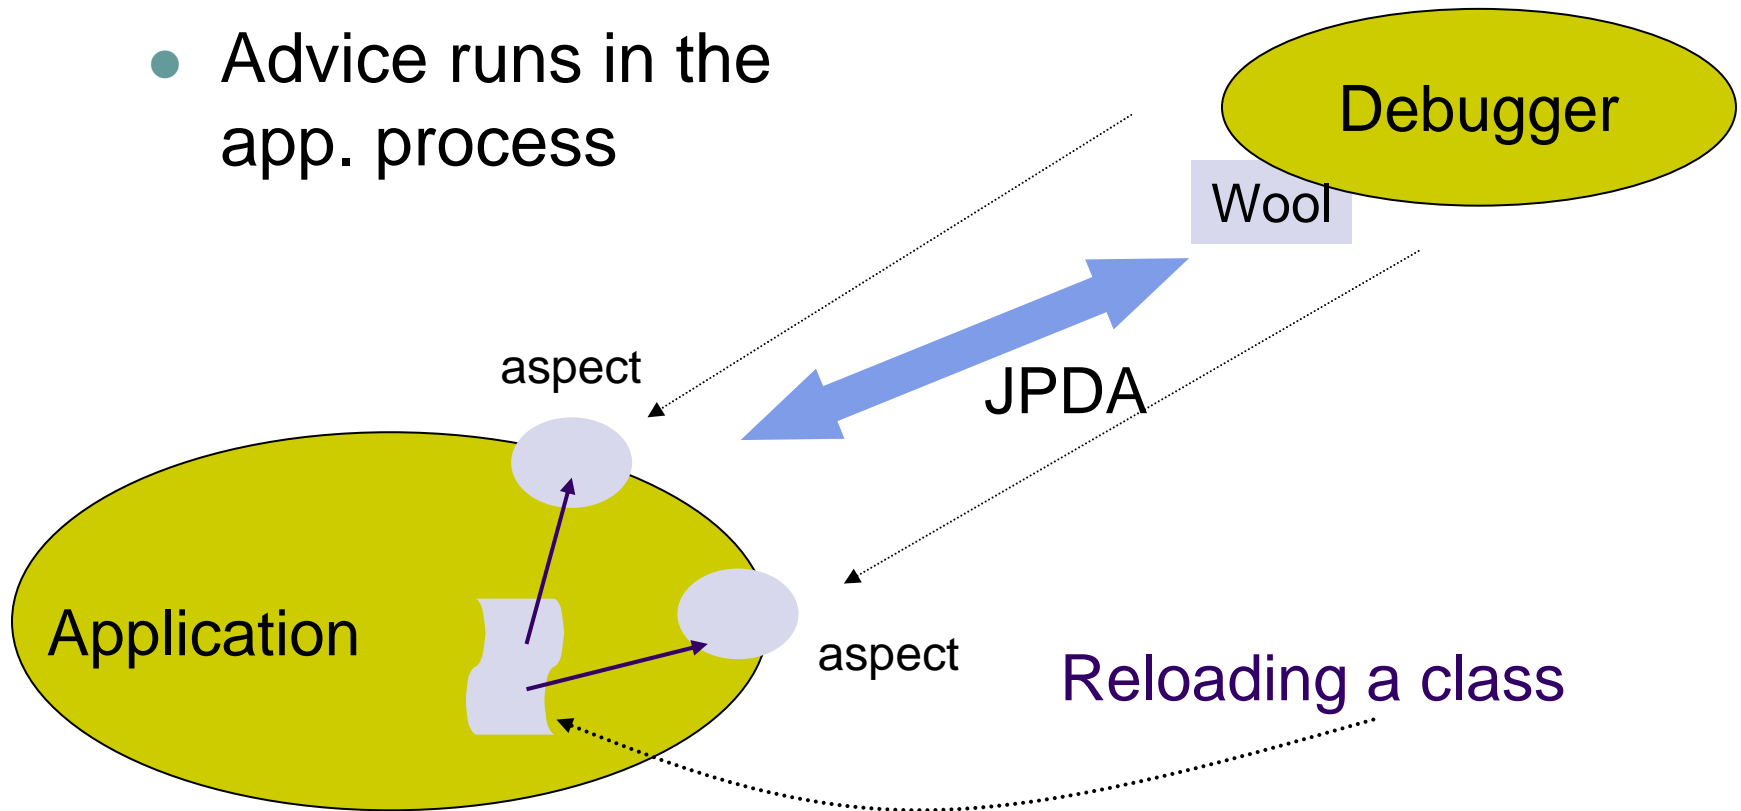 Advice runs in the
app. process
Debugger
Wool
aspect
JPDA
Application
aspect
Reloading a class